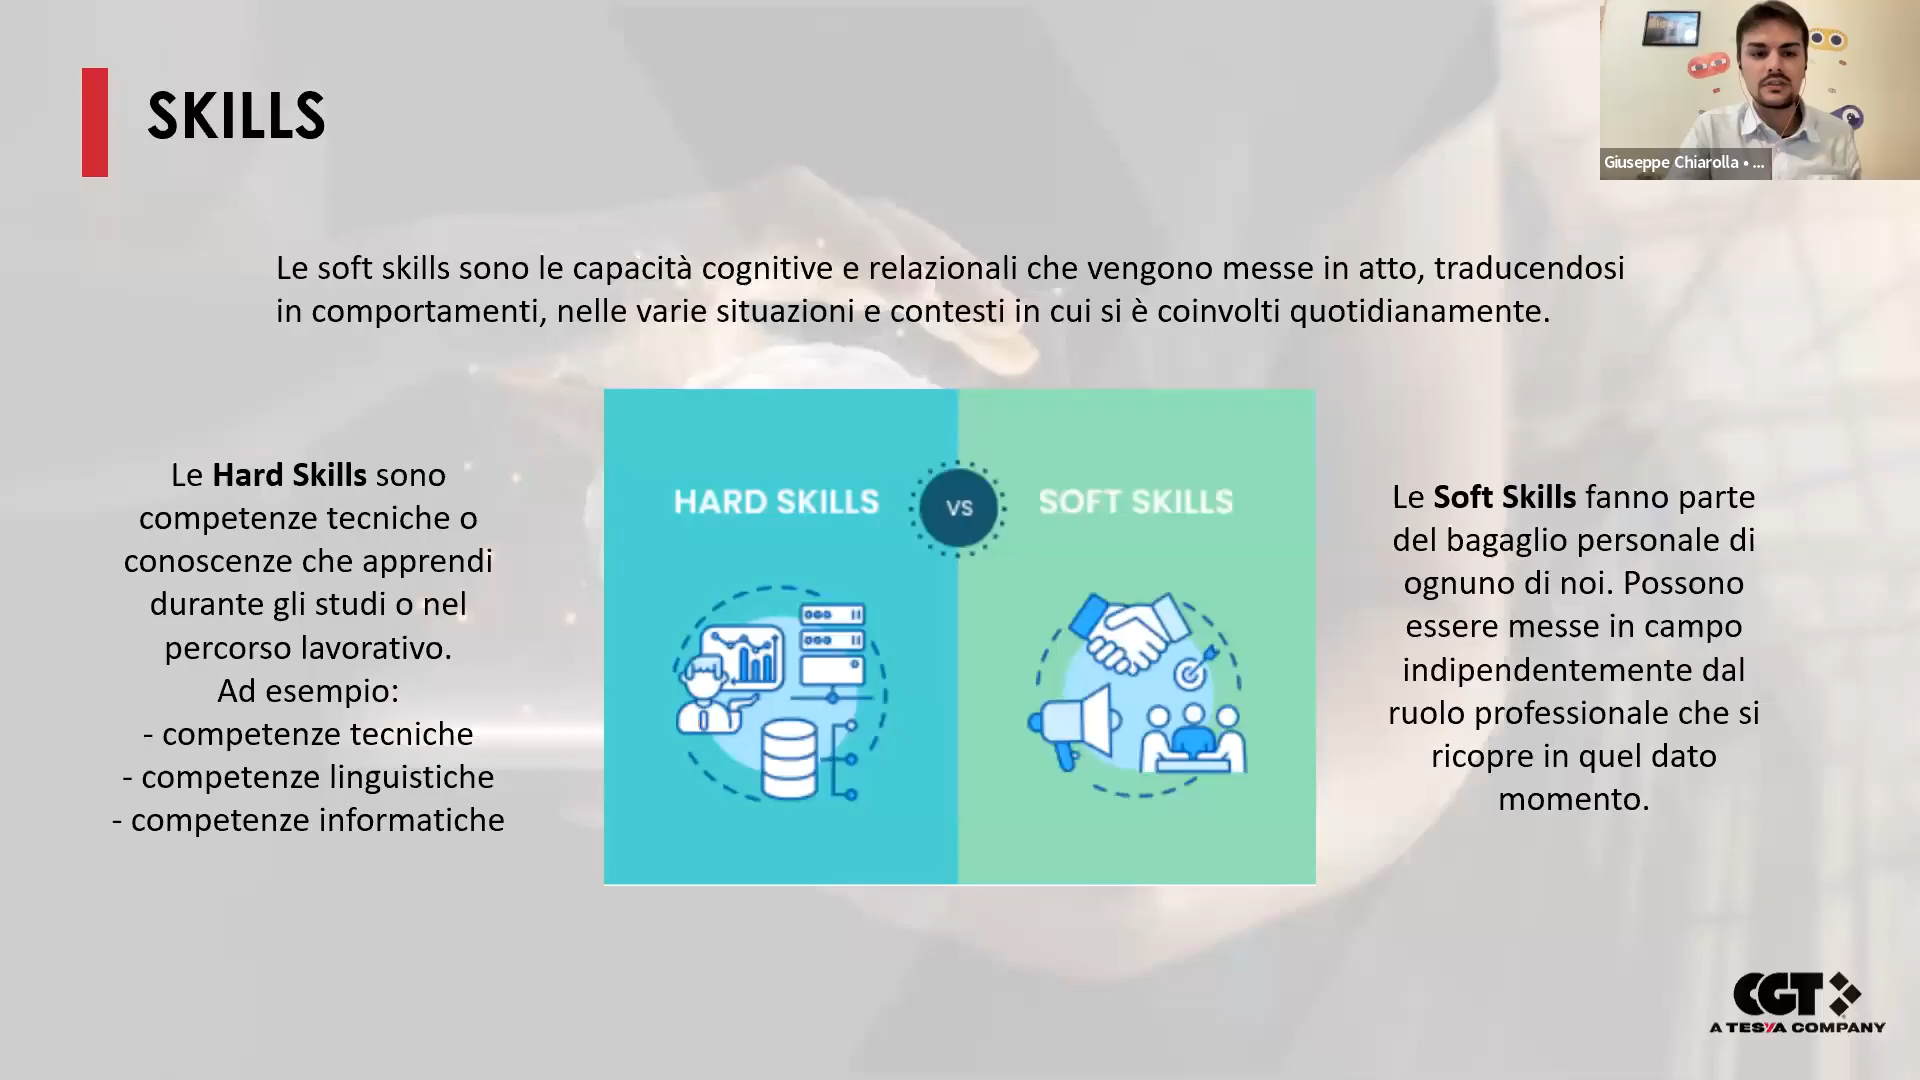 SKILLS
Giuseppe Chiarolla • ...
Le soft skills sono le capacità cognitive e relazionali che vengono messe in atto, traducendosi
in comportamenti, nelle varie situazioni e contesti in cui si è coinvolti quotidianamente.
Le Hard Skills sono
competenze tecniche o
conoscenze che apprendi
durante gli studi o nel
percorso lavorativo.
Ad esempio:
- competenze tecniche
- competenze linguistiche
- competenze informatiche
HARD SKILLS
VS
SOFT SKILLS
Le Soft Skills fanno parte
del bagaglio personale di
ognuno di noi. Possono
essere messe in campo
indipendentemente dal
ruolo professionale che si
ricopre in quel dato
momento.
CGT
A TESYA COMPANY